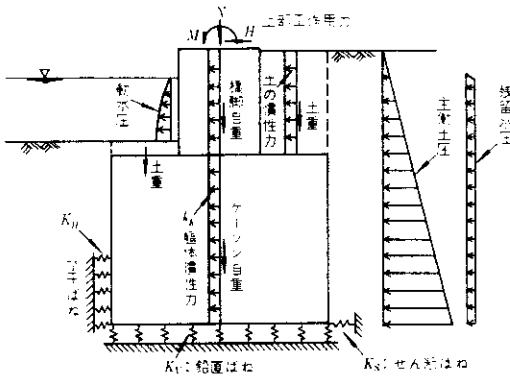 上部工作用力
V
M
H
動水圧
橋脚自重
土の慣性力
土重
主働土圧
残留水圧
土重
K_H
水平ばね
k_h 躯体慣性力
ケーソン自重
K_V：鉛直ばね
K_S：せん断ばね